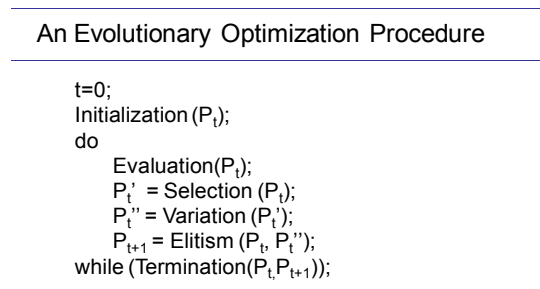 An Evolutionary Optimization Procedure
t=0;
Initialization (Pt);
do
Evaluation(Pt);
Pt' = Selection (Pt);
Pt'' = Variation (Pt');
Pt+1 = Elitism (Pt, Pt'');
while (Termination(Pt,Pt+1));